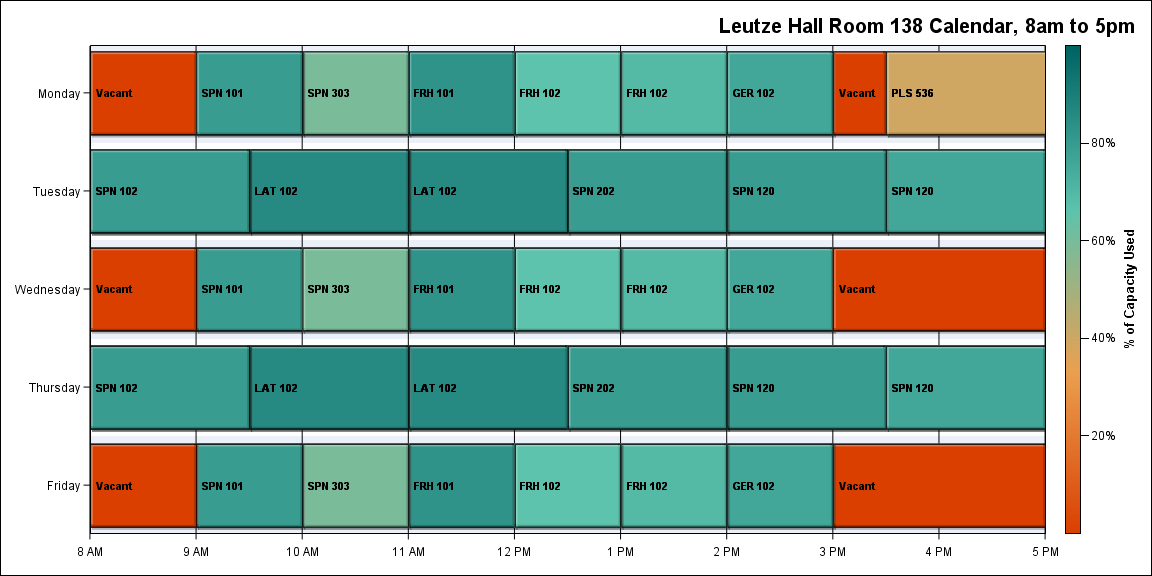 Leutze Hall Room 138 Calendar, 8am to 5pm
Monday
Vacant
SPN 101
SPN 303
FRH 101
FRH 102
FRH 102
GER 102
Vacant
PLS 536
Tuesday
SPN 102
LAT 102
LAT 102
SPN 202
SPN 120
SPN 120
Wednesday
Vacant
SPN 101
SPN 303
FRH 101
FRH 102
FRH 102
GER 102
Vacant
Thursday
SPN 102
LAT 102
LAT 102
SPN 202
SPN 120
SPN 120
Friday
Vacant
SPN 101
SPN 303
FRH 101
FRH 102
FRH 102
GER 102
Vacant
8 AM
9 AM
10 AM
11 AM
12 PM
1 PM
2 PM
3 PM
4 PM
5 PM
80%
60%
40%
20%
% of Capacity Used